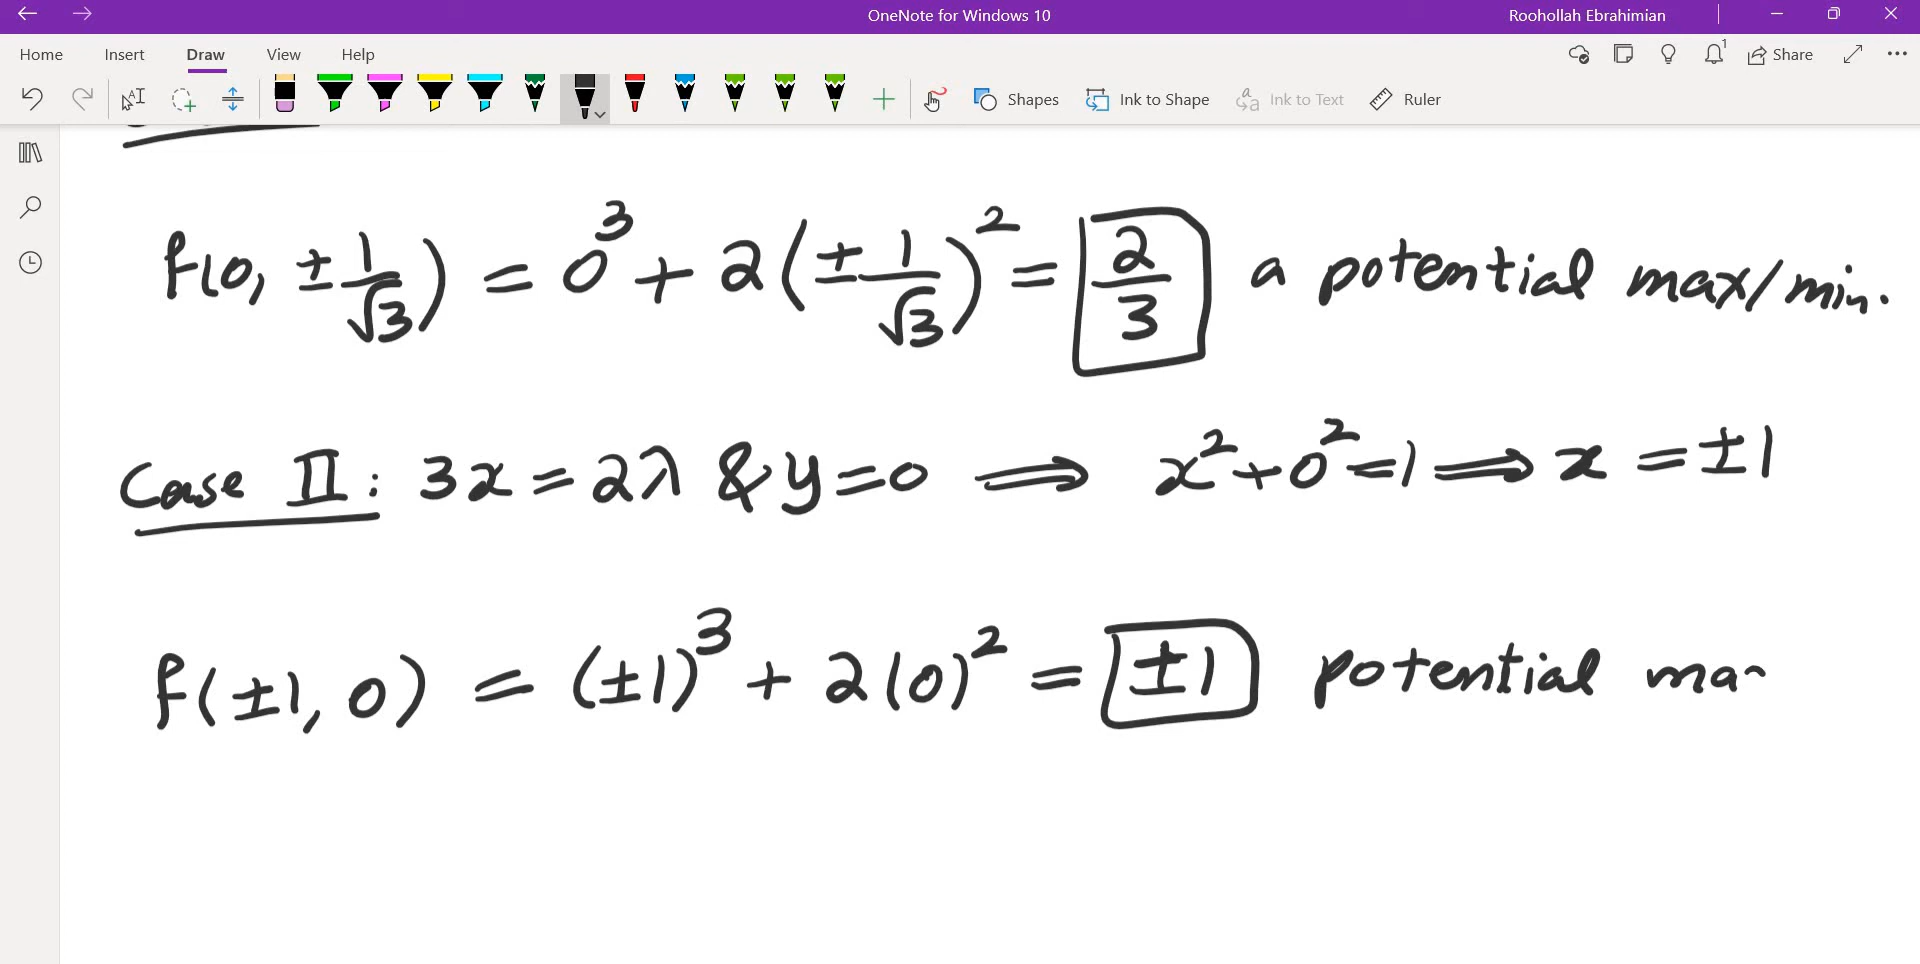 OneNote for Windows 10
Roohollah Ebrahimian
Home Insert Draw View Help
1 Share
Shapes Ink to Shape Ink to Text Ruler
f(0, ±1/√3) = 0³ + 2(±1/√3)² = 2/3 a potential max/min.
Case II: 3x = 2λ & y = 0 ⟹ x² + 0² = 1 ⟹ x = ±1
f(±1, 0) = (±1)³ + 2(0)² = ±1 potential ma